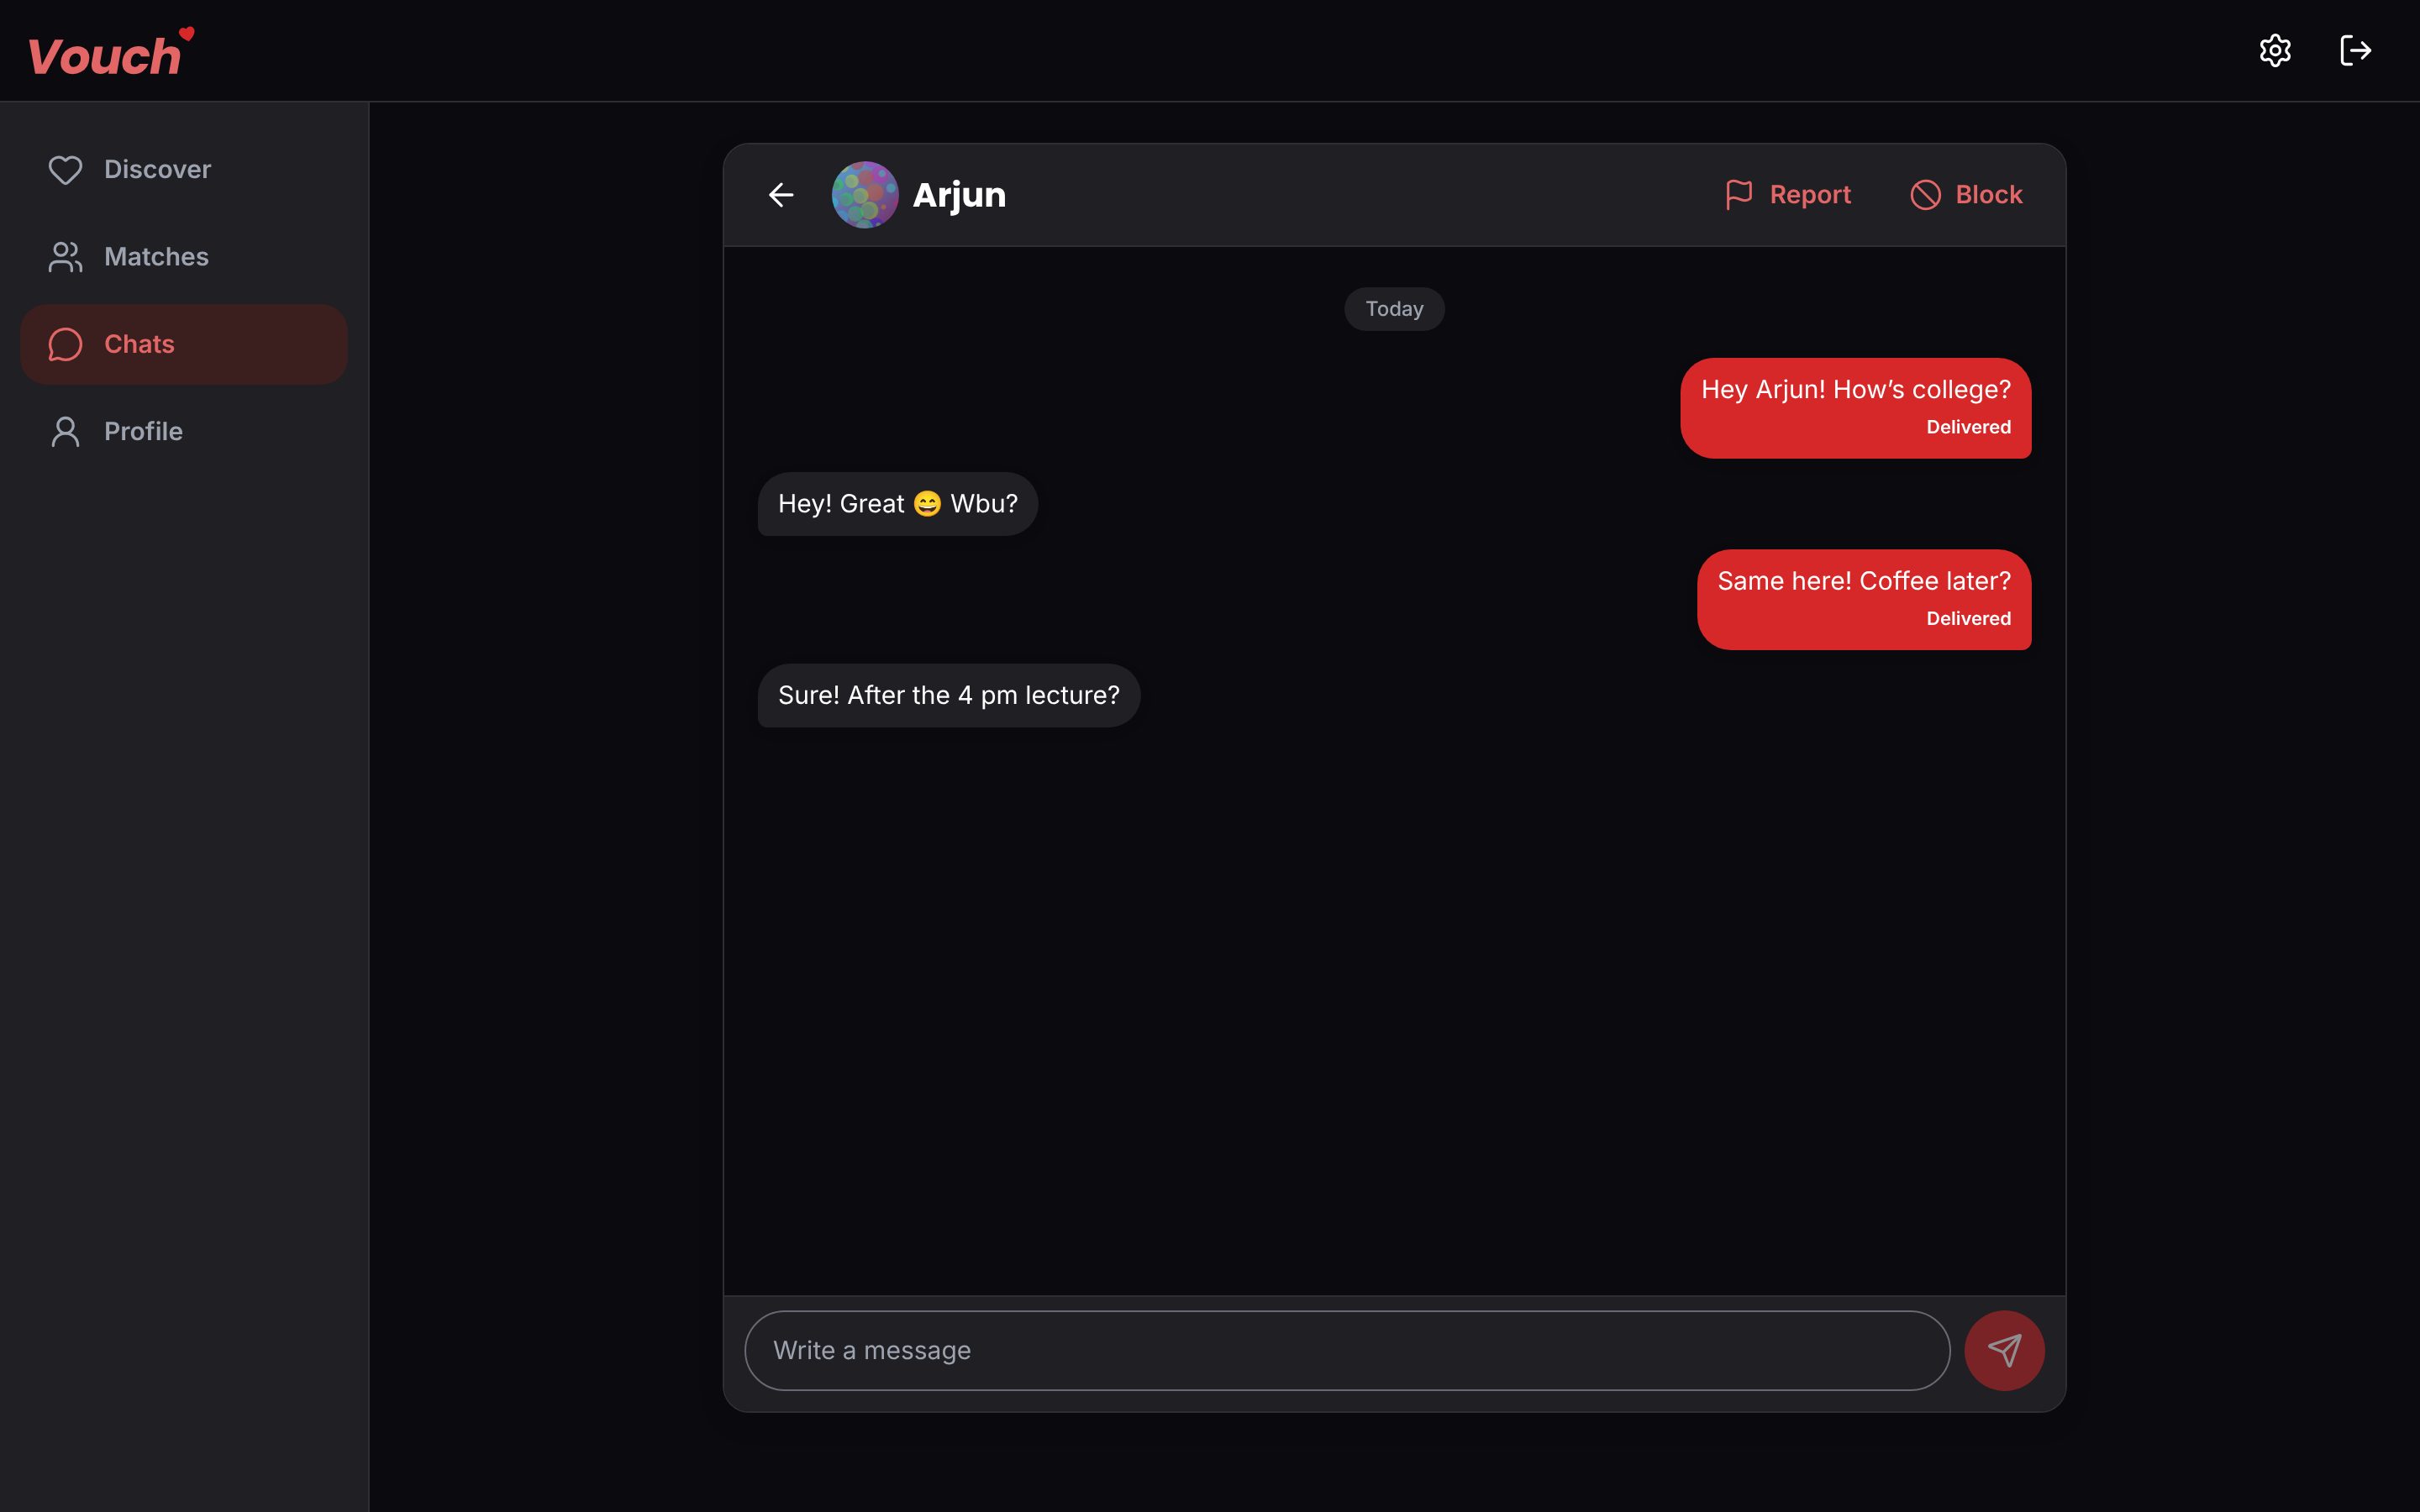 Vouch
Discover
Matches
Chats
Profile
Arjun
Report
Block
Today
Hey Arjun! How’s college?
Delivered
Hey! Great 😄 Wbu?
Same here! Coffee later?
Delivered
Sure! After the 4 pm lecture?
Write a message